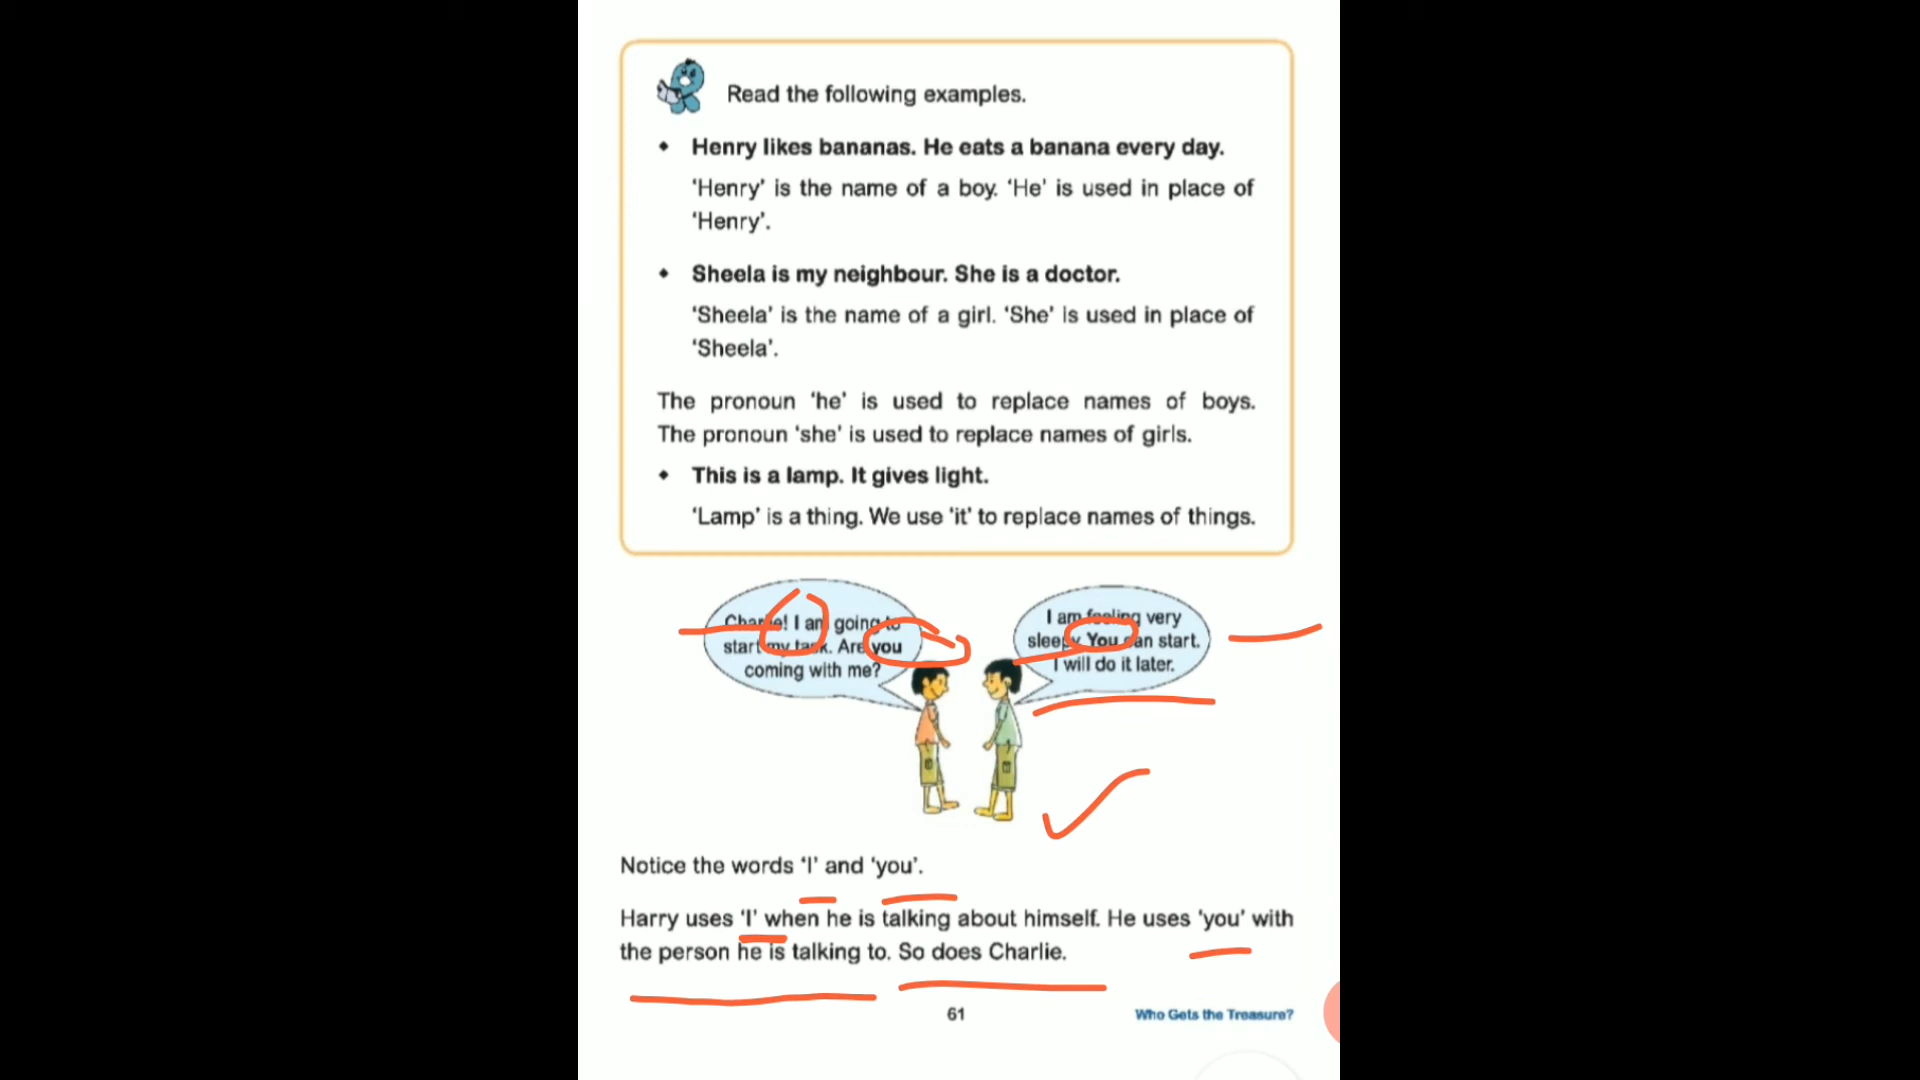 Read the following examples.
◆ Henry likes bananas. He eats a banana every day.
‘Henry’ is the name of a boy. ‘He’ is used in place of
‘Henry’.
◆ Sheela is my neighbour. She is a doctor.
‘Sheela’ is the name of a girl. ‘She’ is used in place of
‘Sheela’.
The pronoun ‘he’ is used to replace names of boys.
The pronoun ‘she’ is used to replace names of girls.
◆ This is a lamp. It gives light.
‘Lamp’ is a thing. We use ‘it’ to replace names of things.
Charlie! I am going to
start my task. Are you
coming with me?
I am feeling very
sleepy. You can start.
I will do it later.
Notice the words ‘I’ and ‘you’.
Harry uses ‘I’ when he is talking about himself. He uses ‘you’ with
the person he is talking to. So does Charlie.
61
Who Gets the Treasure?